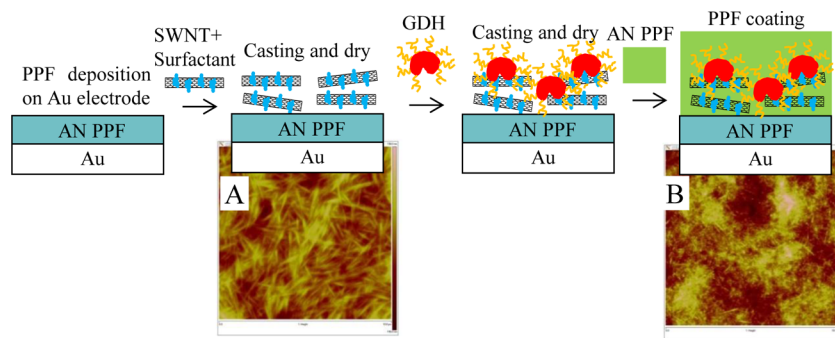 PPF deposition
on Au electrode
AN PPF
Au
SWNT+
Surfactant
Casting and dry
AN PPF
Au
A
GDH
Casting and dry
AN PPF
Au
AN PPF
PPF coating
AN PPF
Au
B